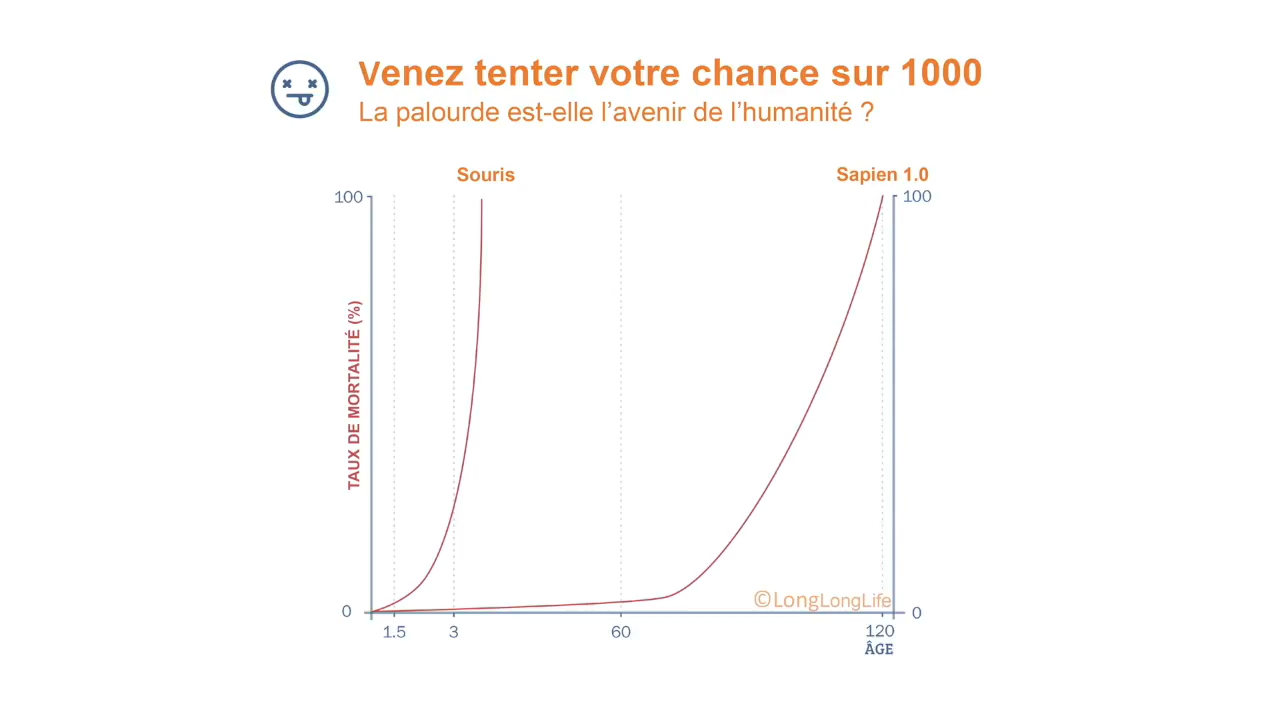 Venez tenter votre chance sur 1000
La palourde est-elle l’avenir de l’humanité ?
Souris
Sapien 1.0
100
100
TAUX DE MORTALITÉ (%)
©LongLongLife
0
0
1.5
3
60
120
ÂGE